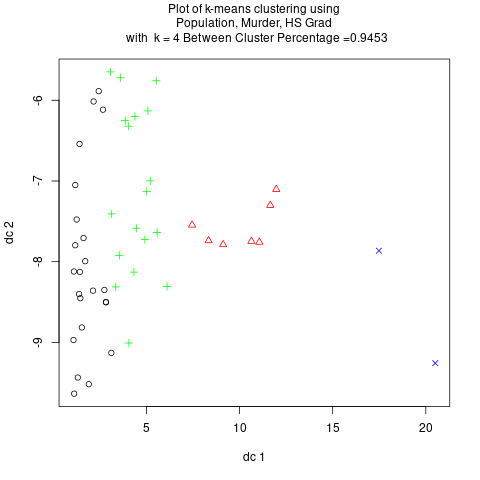 Plot of k-means clustering using
Population, Murder, HS Grad
with k = 4 Between Cluster Percentage =0.9453
-6
-7
-8
-9
dc 2
5 10 15 20
dc 1